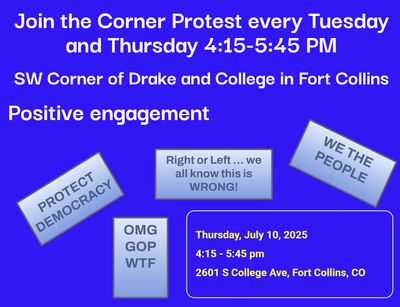 Join the Corner Protest every Tuesday
and Thursday 4:15-5:45 PM
SW Corner of Drake and College in Fort Collins
Positive engagement
PROTECT
DEMOCRACY
Right or Left ... we
all know this is
WRONG!
WE THE
PEOPLE
OMG
GOP
WTF
Thursday, July 10, 2025
4:15 - 5:45 pm
2601 S College Ave, Fort Collins, CO